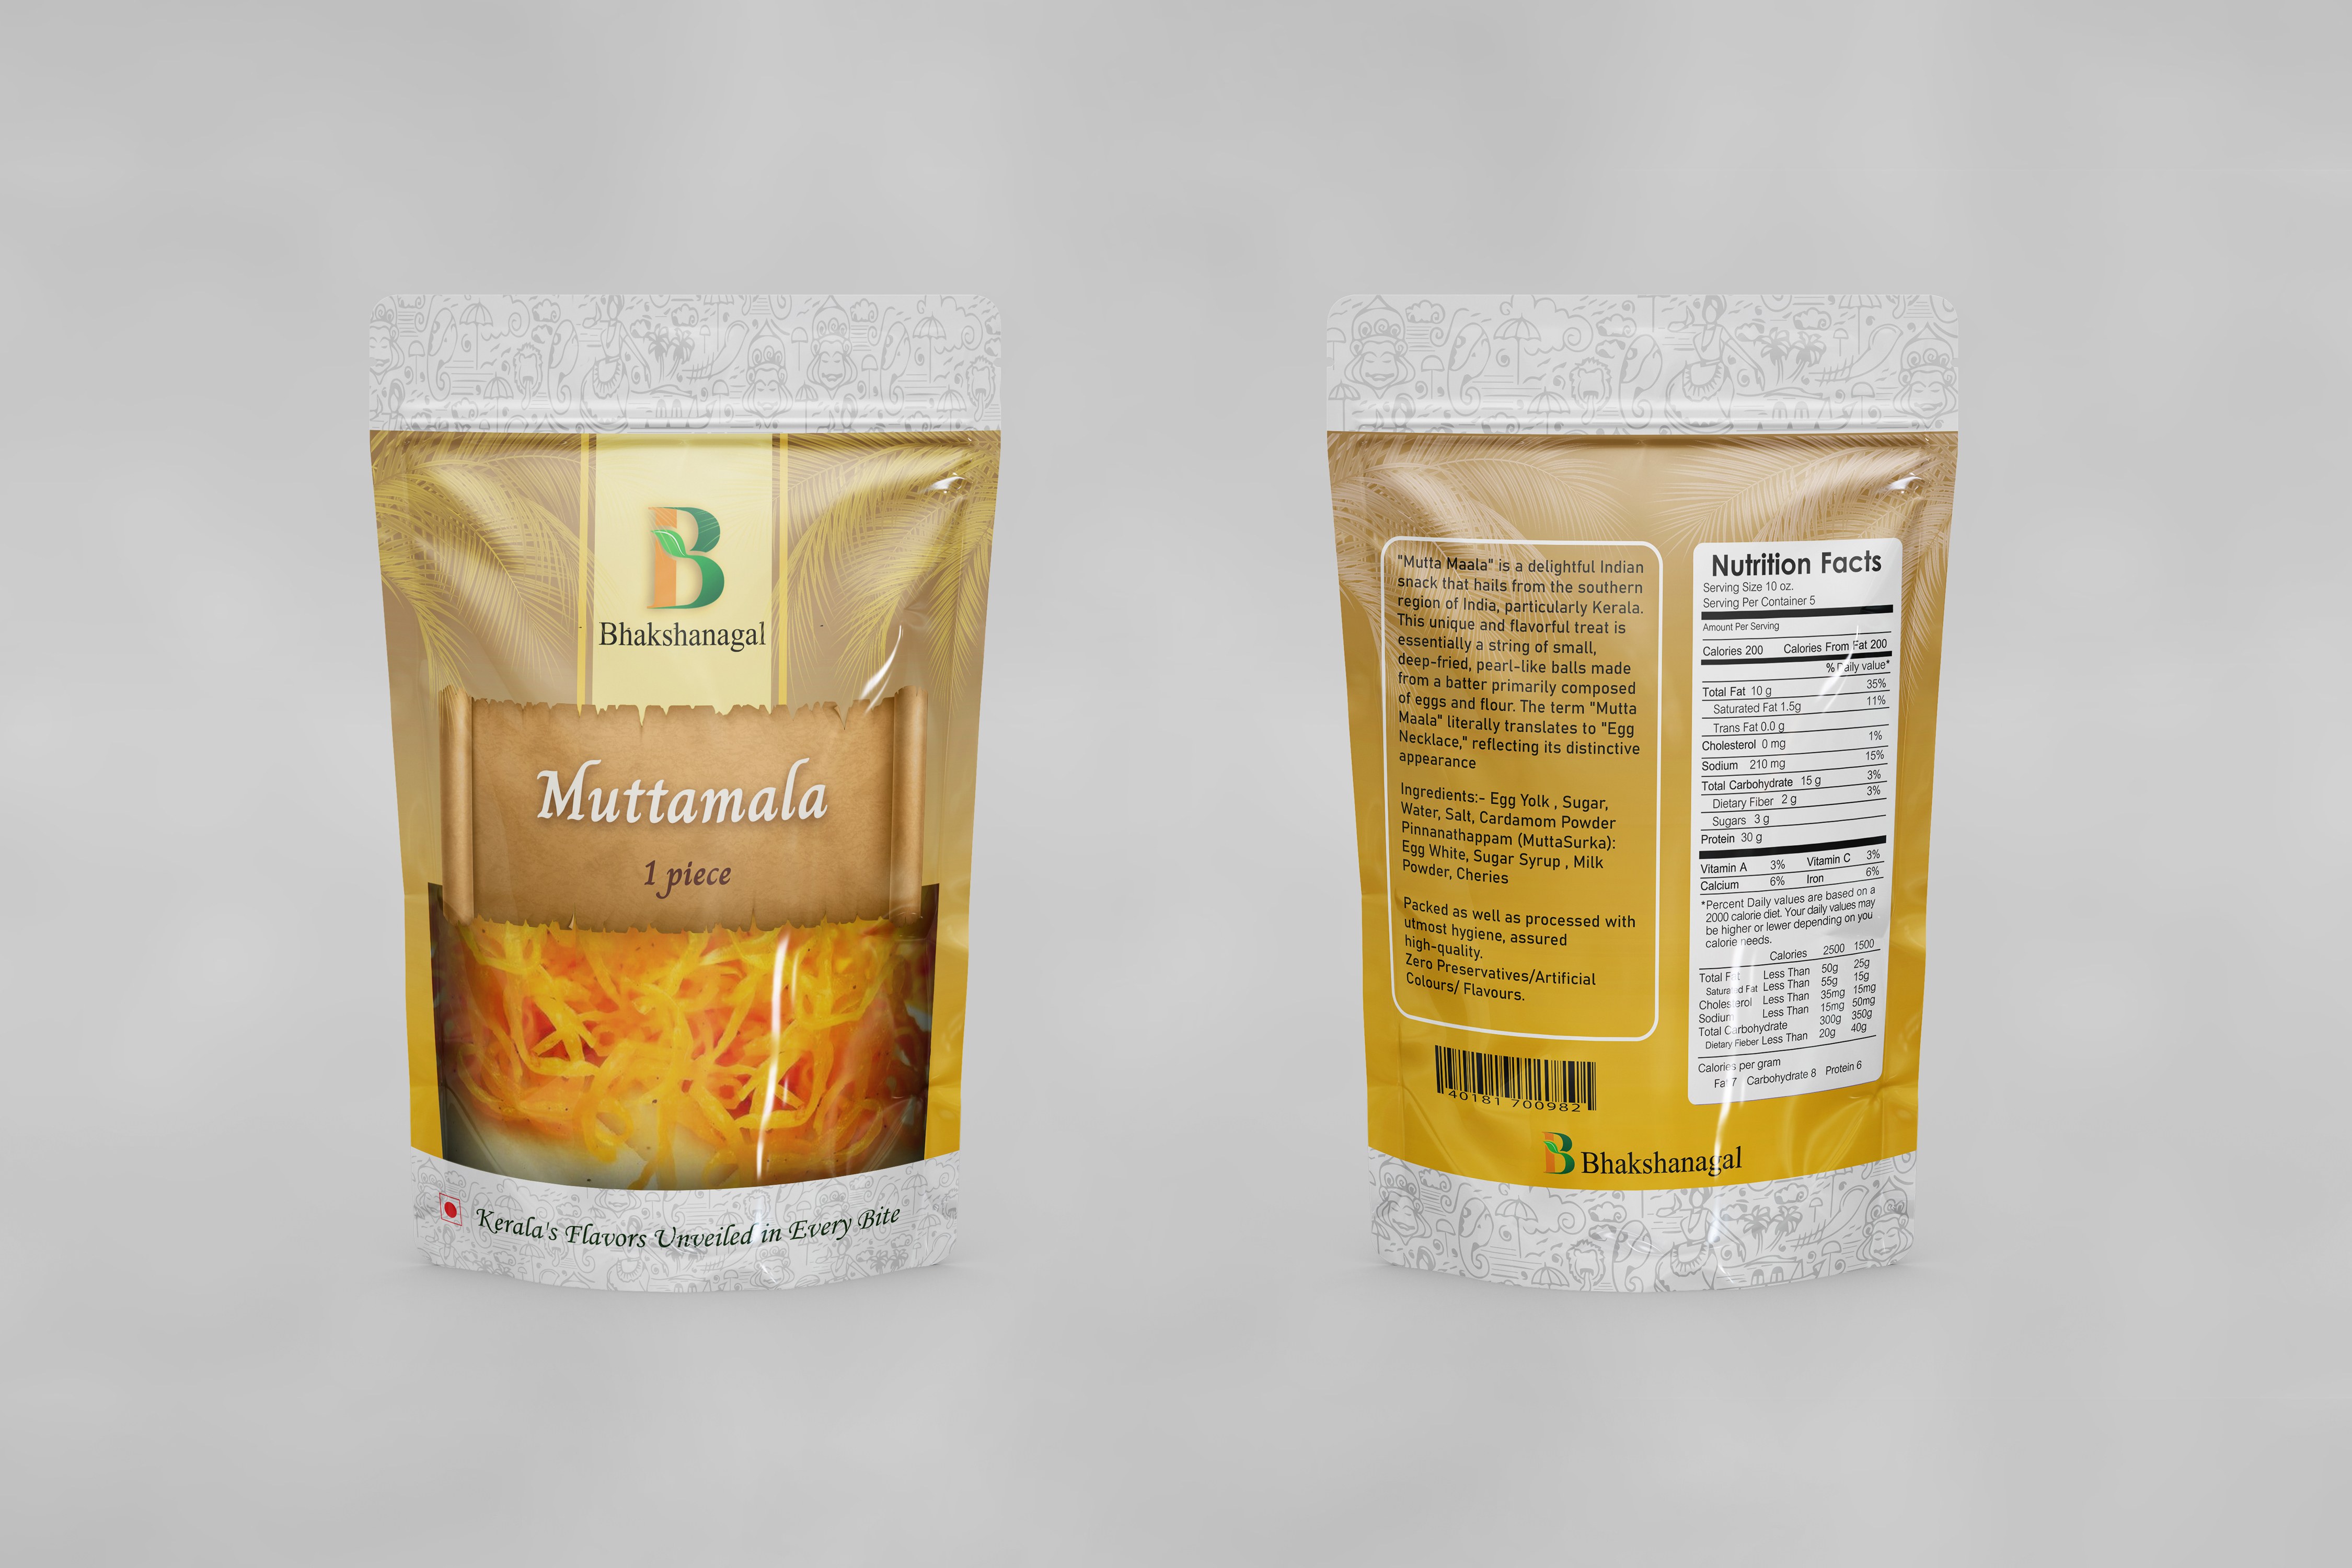 Bhakshanagal
Muttamala
1 piece
Kerala's Flavors Unveiled in Every Bite
"Mutta Maala" is a delightful Indian
snack that hails from the southern
region of India, particularly Kerala.
This unique and flavorful treat is
essentially a string of small,
deep-fried, pearl-like balls made
from a batter primarily composed
of eggs and flour. The term "Mutta
Maala" literally translates to "Egg
Necklace," reflecting its distinctive
appearance
Ingredients:- Egg Yolk , Sugar,
Water, Salt, Cardamom Powder
Pinnanathappam (MuttaSurka):
Egg White, Sugar Syrup , Milk
Powder, Cheries
Packed as well as processed with
utmost hygiene, assured
high-quality.
Zero Preservatives/Artificial
Colours/ Flavours.
40181 700982
Nutrition Facts
Serving Size 10 oz.
Serving Per Container 5
Amount Per Serving
Calories 200 Calories From Fat 200
% Daily value*
Total Fat 10 g 35%
Saturated Fat 1.5g 11%
Trans Fat 0.0 g
Cholesterol 0 mg 1%
Sodium 210 mg 15%
Total Carbohydrate 15 g 3%
Dietary Fiber 2 g 3%
Sugars 3 g
Protein 30 g
Vitamin A 3% Vitamin C 3%
Calcium 6% Iron 6%
*Percent Daily values are based on a
2000 calorie diet. Your daily values may
be higher or lower depending on you
calorie needs.
Calories 2500 1500
Total Fat Less Than 50g 25g
Saturated Fat Less Than 55g 15g
Cholesterol Less Than 35mg 15mg
Sodium Less Than 15mg 50mg
Total Carbohydrate 300g 350g
Dietary Fieber Less Than 20g 40g
Calories per gram
Fat 7 Carbohydrate 8 Protein 6
B Bhakshanagal